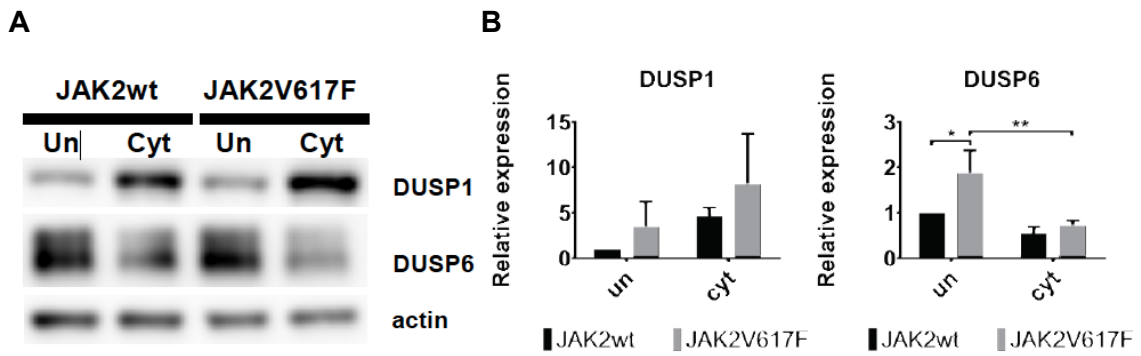 A
JAK2wt JAK2V617F
Un Cyt Un Cyt
DUSP1
DUSP6
actin
B
DUSP1
Relative expression
15
10
5
0
un cyt
JAK2wt JAK2V617F
DUSP6
Relative expression
3
2
1
0
* **
un cyt
JAK2wt JAK2V617F